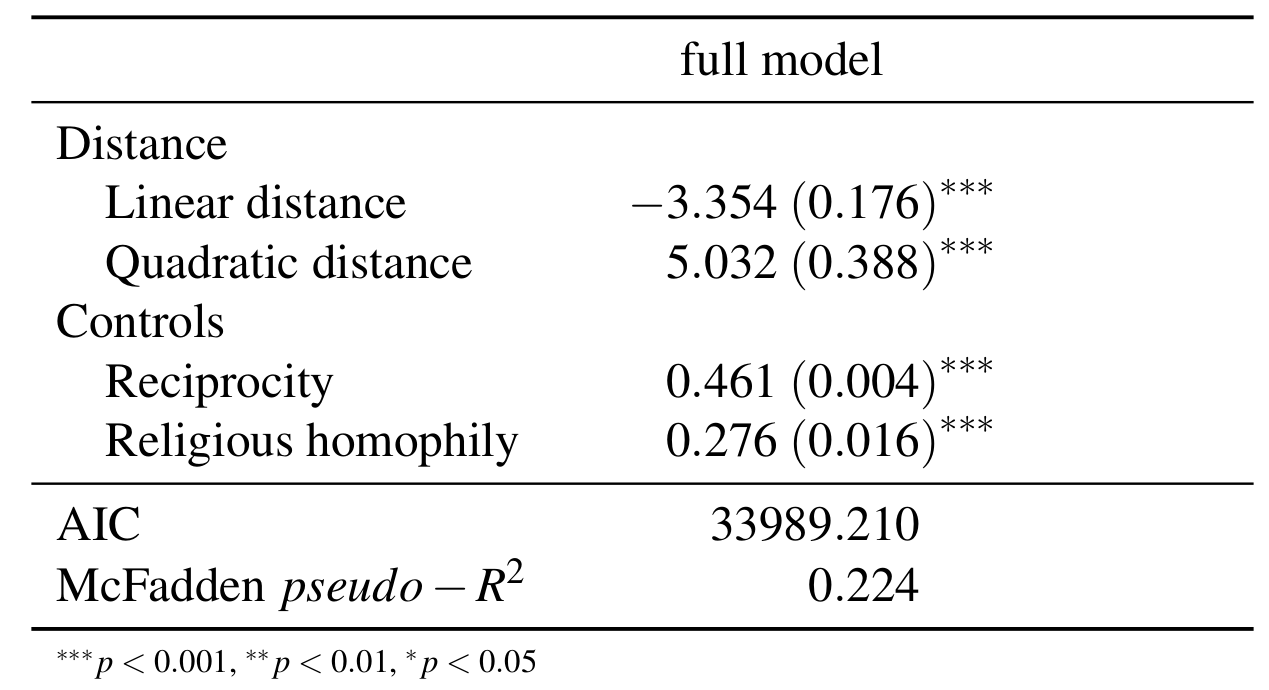 full model
Distance
Linear distance −3.354 (0.176)***
Quadratic distance 5.032 (0.388)***
Controls
Reciprocity 0.461 (0.004)***
Religious homophily 0.276 (0.016)***
AIC 33989.210
McFadden pseudo − R² 0.224
***p < 0.001, **p < 0.01, *p < 0.05